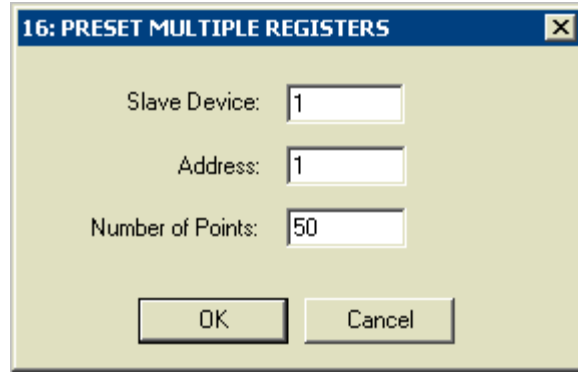 16: PRESET MULTIPLE REGISTERS
Slave Device: 1
Address: 1
Number of Points: 50
OK Cancel